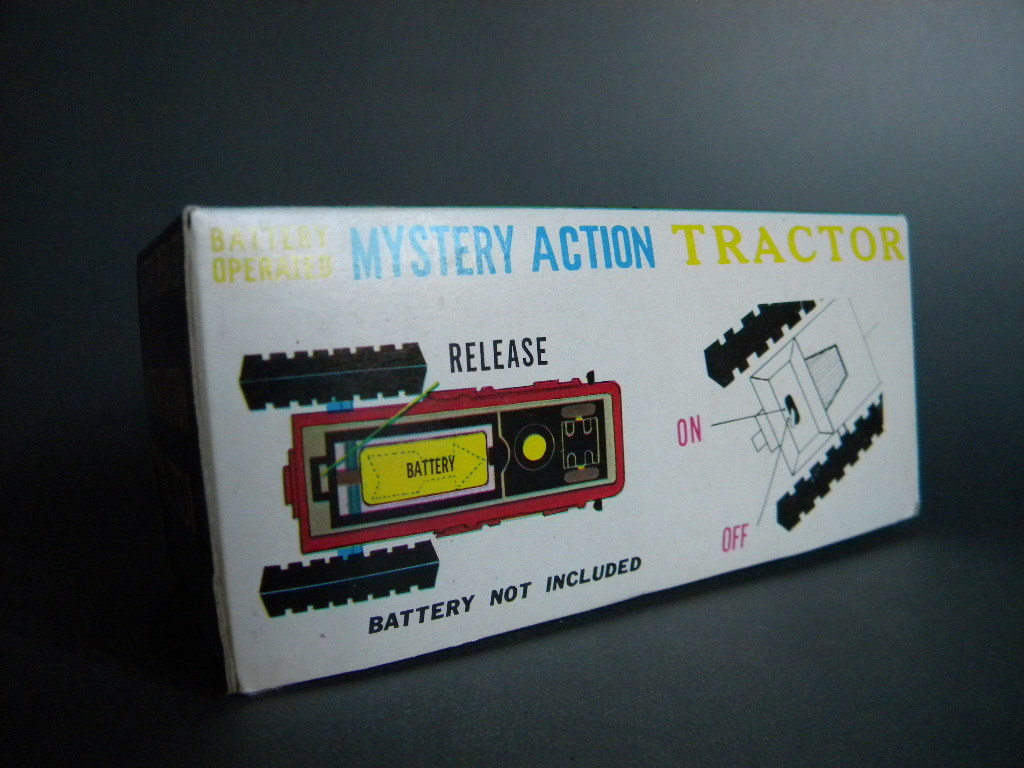 BATTERY
OPERATED
MYSTERY ACTION TRACTOR
RELEASE
BATTERY
ON
OFF
BATTERY NOT INCLUDED